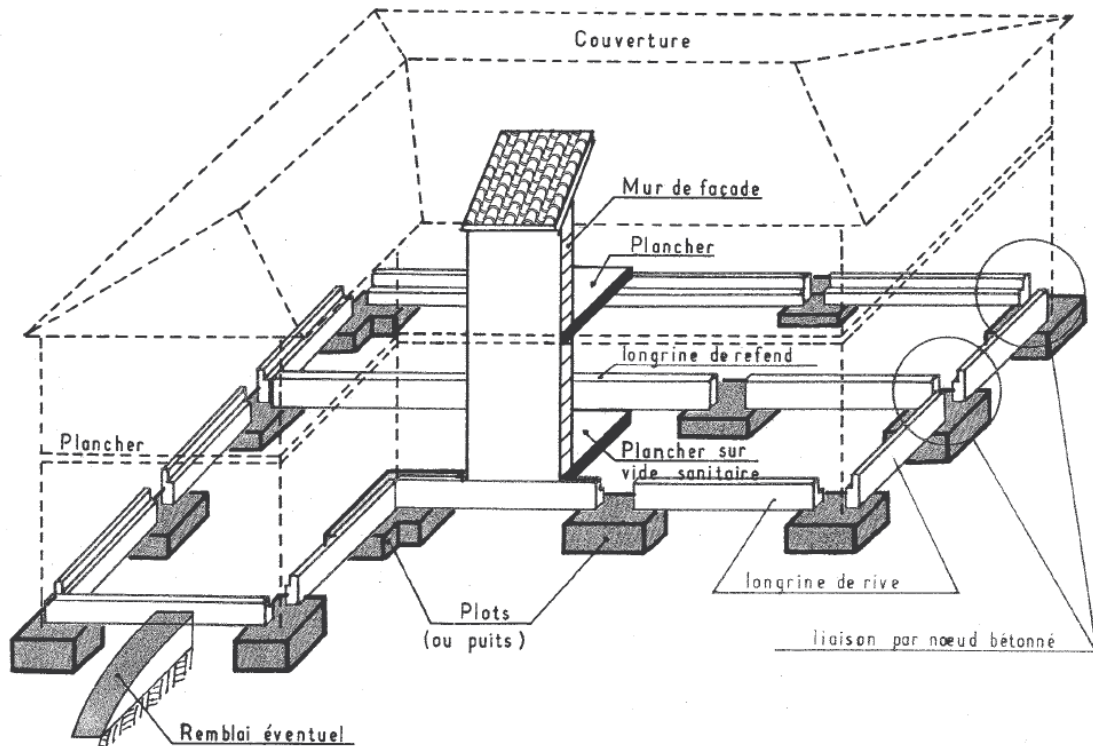 Couverture
Mur de façade
Plancher
longrine de refend
Plancher
Plancher sur
vide sanitaire
longrine de rive
Plots
(ou puits)
liaison par nœud bétonné
Remblai éventuel